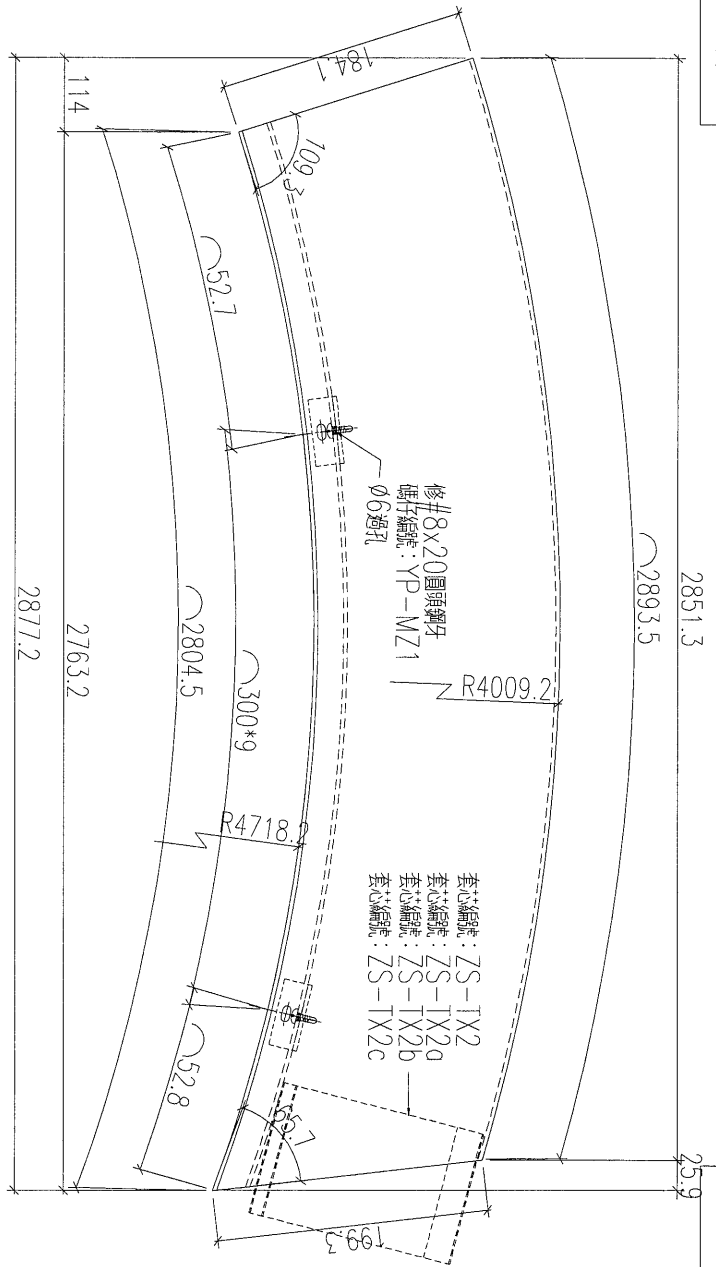 2851.3
25.9
⌒2893.5
184.1
109.3
R4009.2
套芯編號：ZS-TX2
套芯編號：ZS-TX2a
套芯編號：ZS-TX2b
套芯編號：ZS-TX2c
修#8x20圓頭鋼牙
碼仔編號：YP-MZ1
Ø6過孔
199.3
⌒52.7
⌒300*9
⌒52.8
R4718.2
⌒2804.5
114
2763.2
2877.2